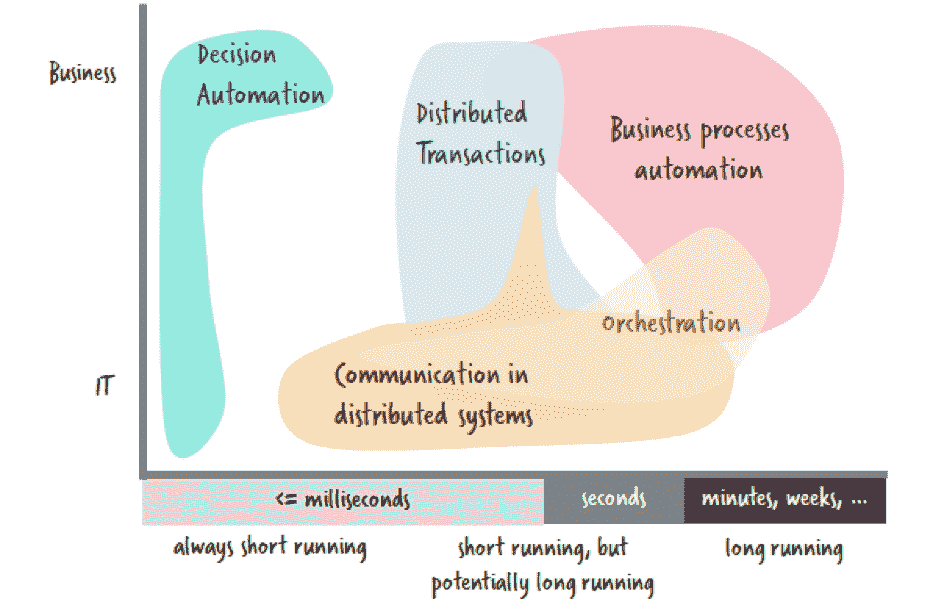 Business
Decision
Automation
Distributed
Transactions
Business processes
automation
Orchestration
IT
Communication in
distributed systems
<= milliseconds
seconds
minutes, weeks, ...
always short running
short running, but
potentially long running
long running